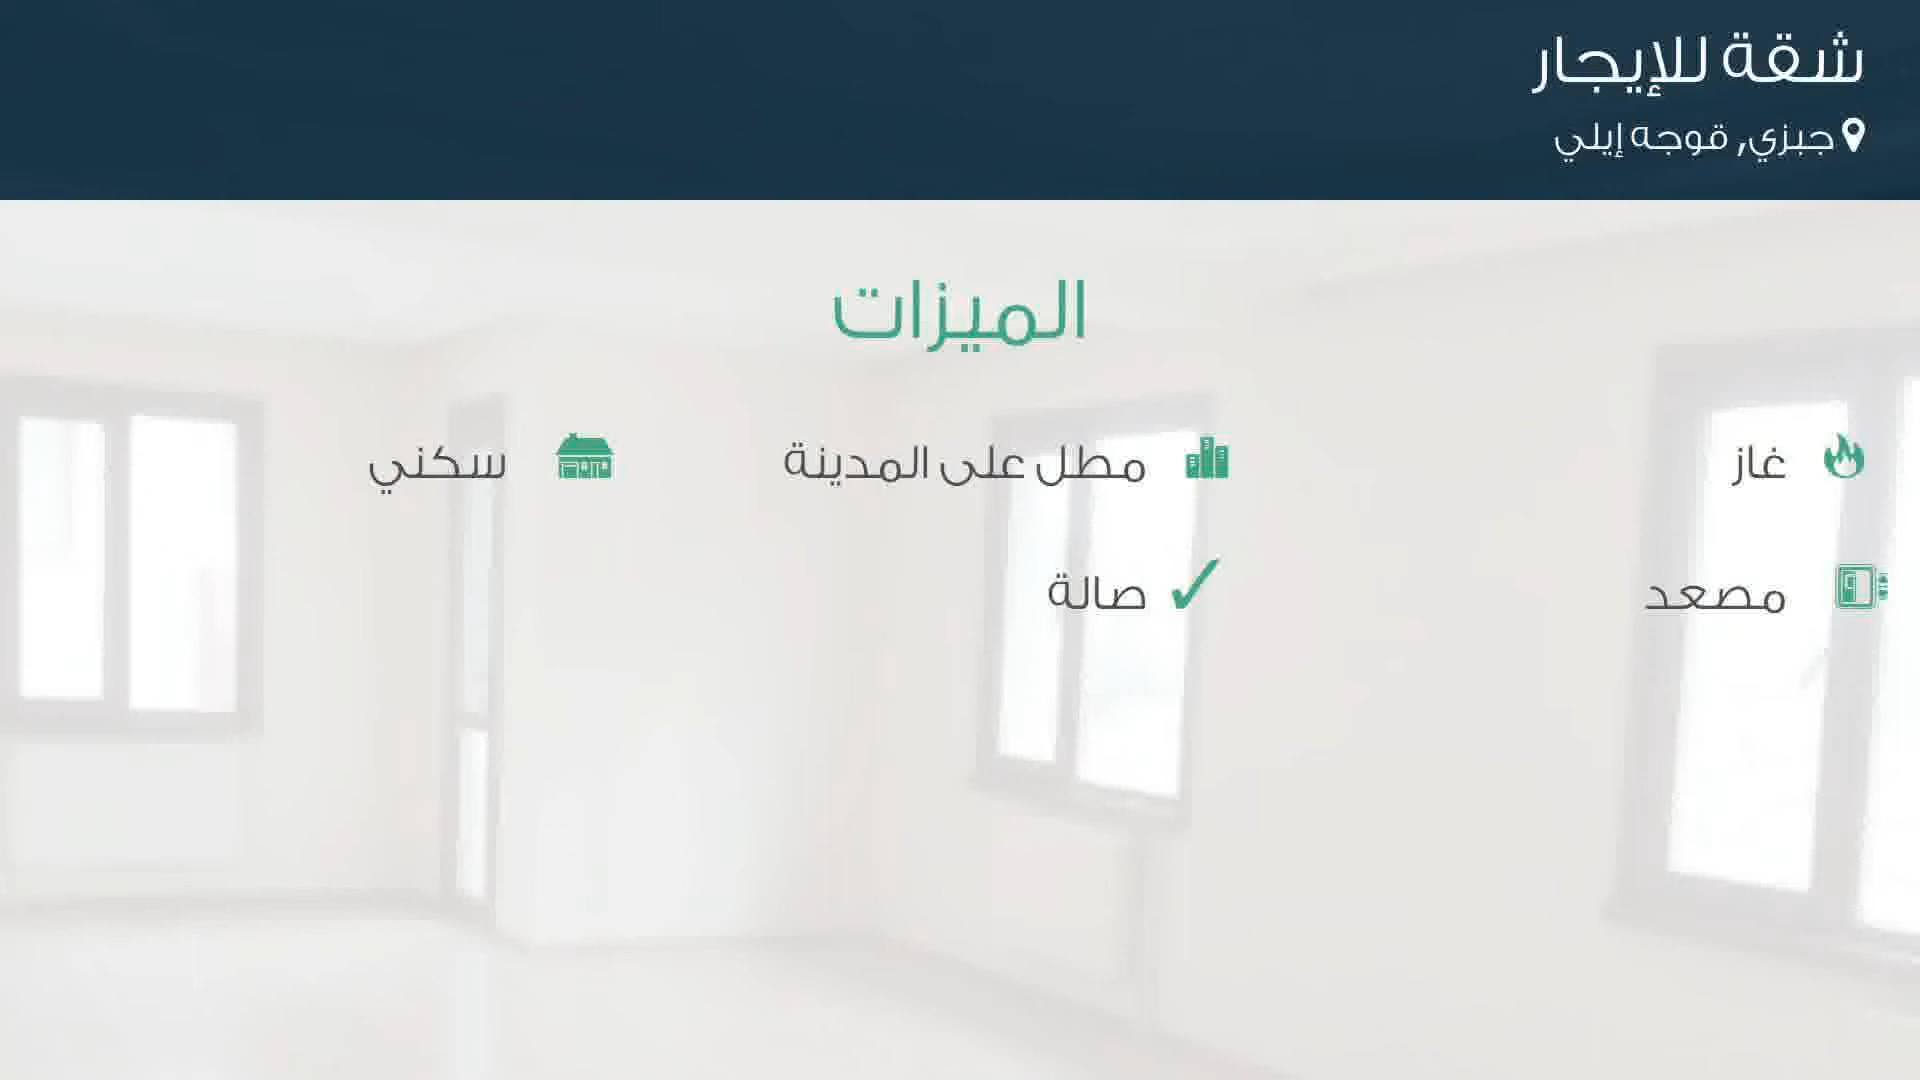 شقة للإيجار
جبزي, قوجه إيلي
الميزات
غاز
مطل على المدينة
سكني
مصعد
صالة